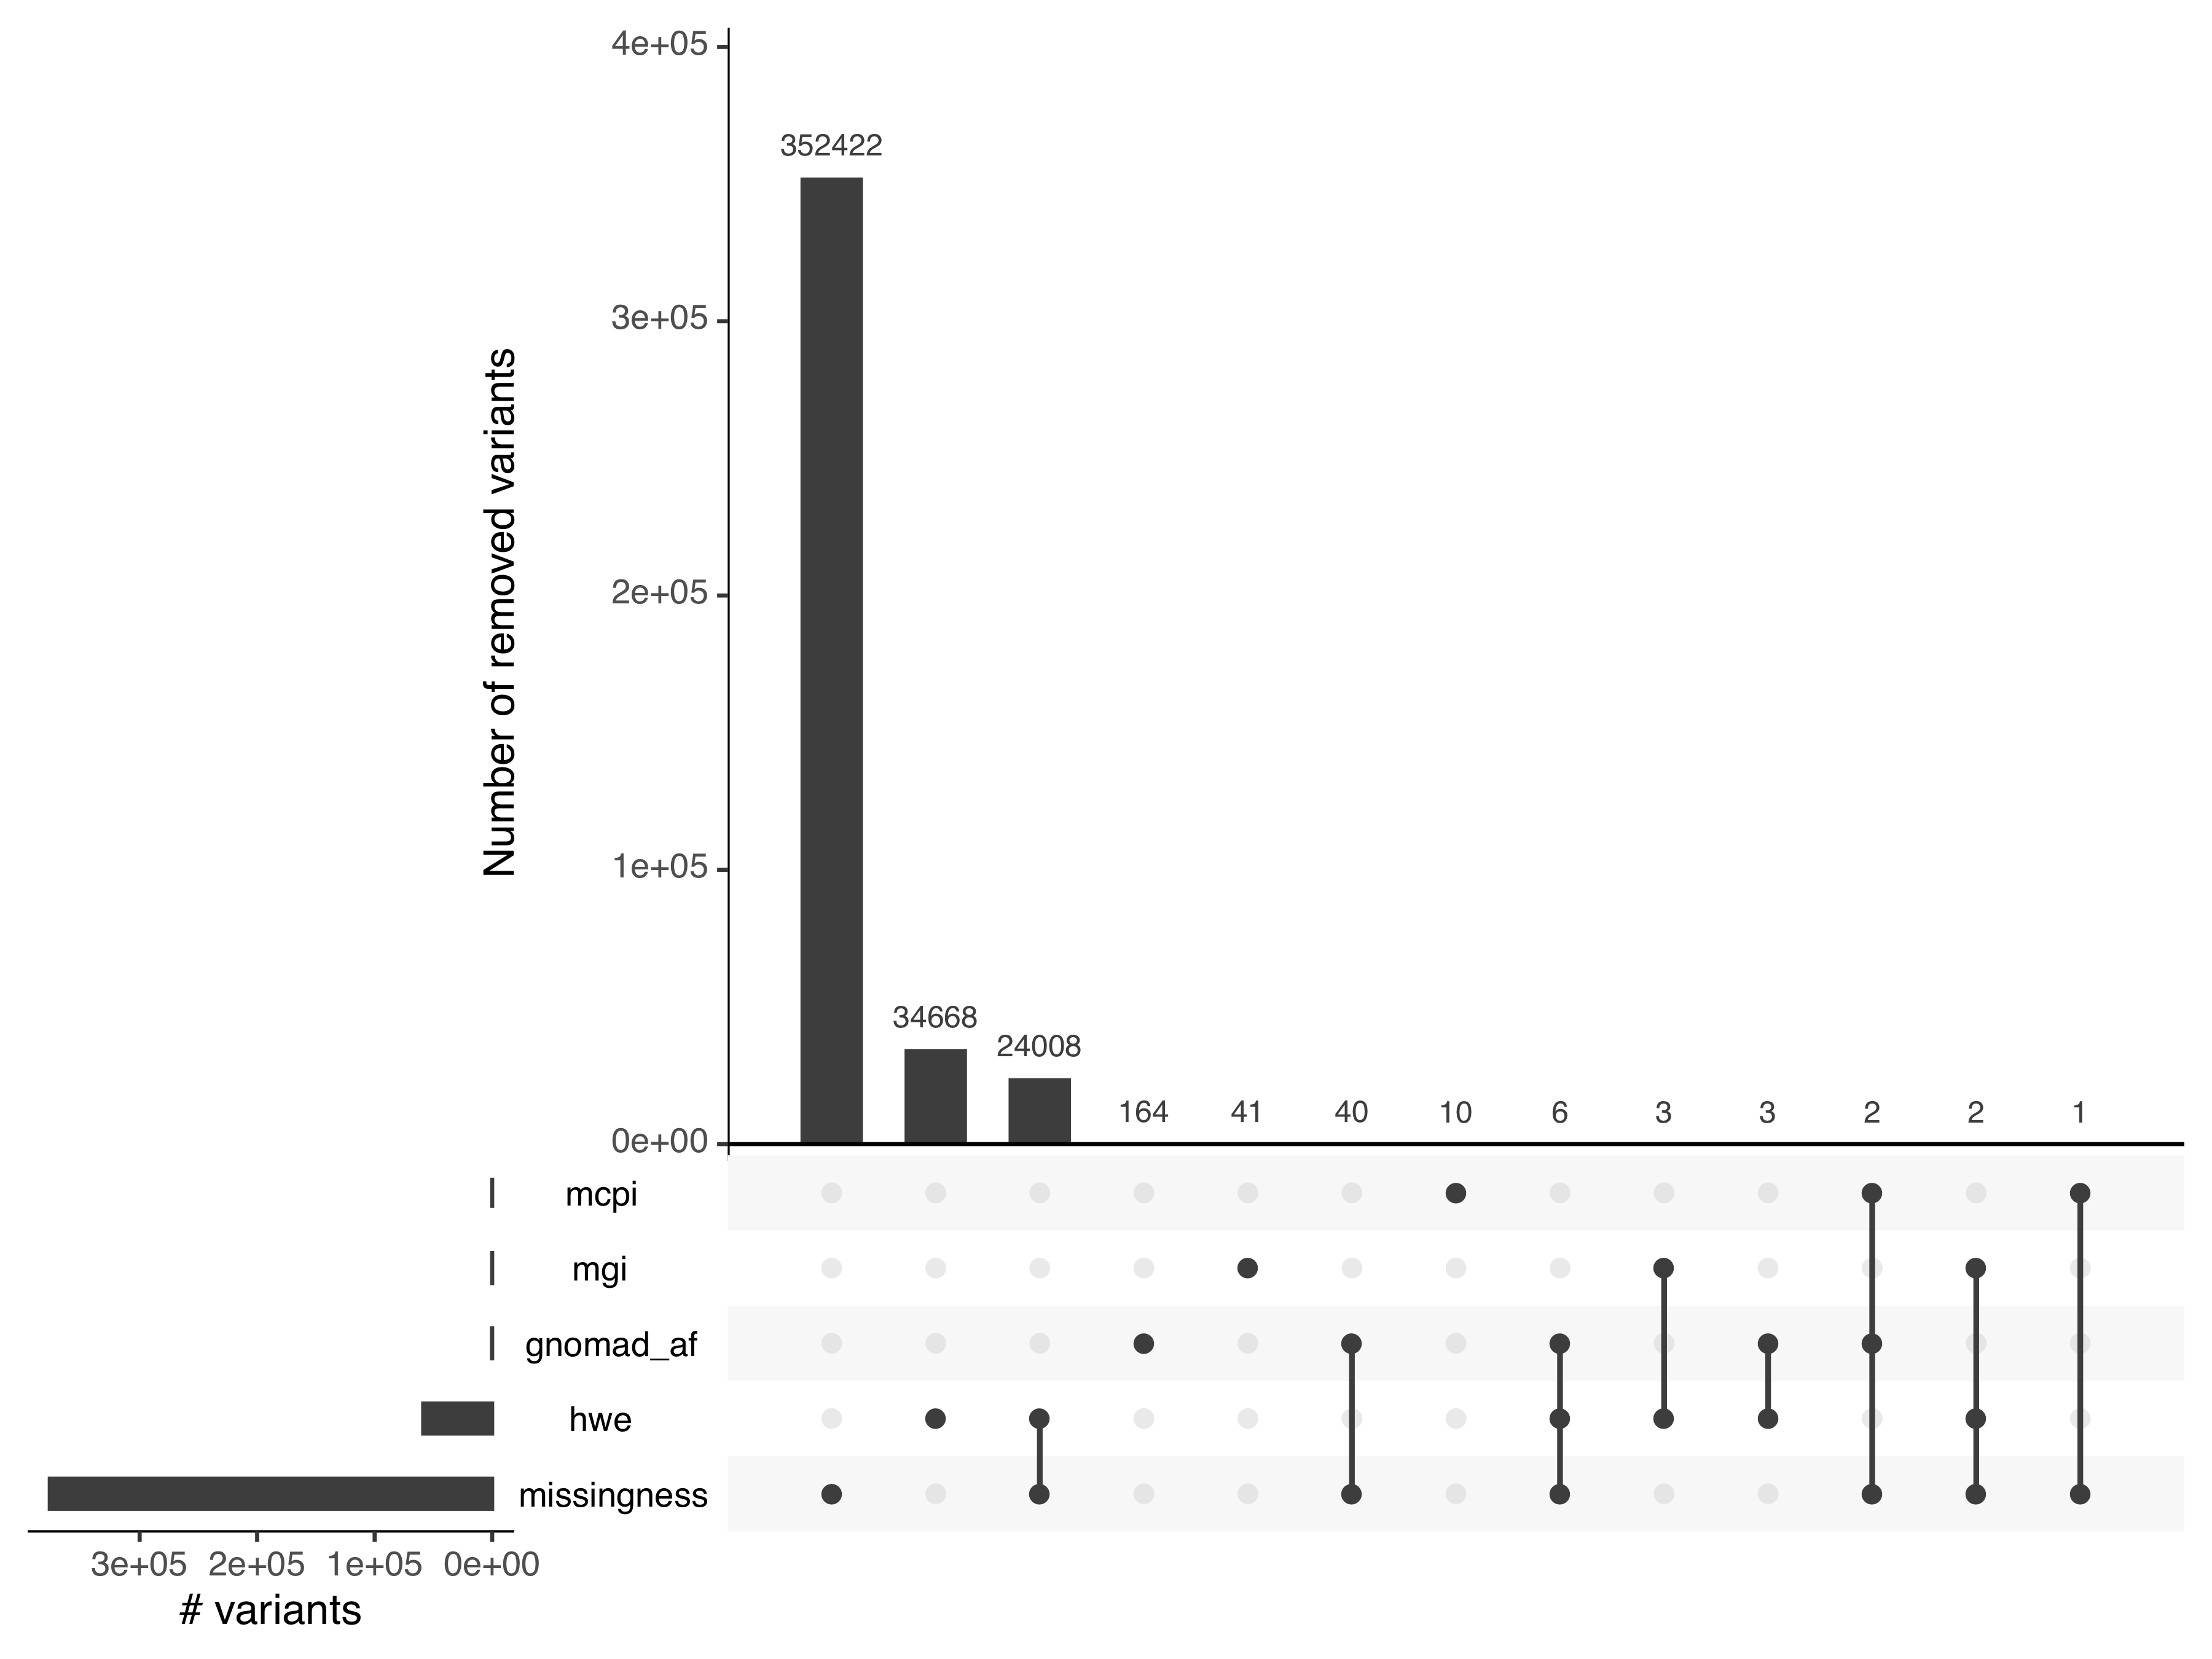 4e+05
3e+05
2e+05
1e+05
0e+00
Number of removed variants
352422
34668
24008
164
41
40
10
6
3
3
2
2
1
mcpi
mgi
gnomad_af
hwe
missingness
3e+05 2e+05 1e+05 0e+00
# variants